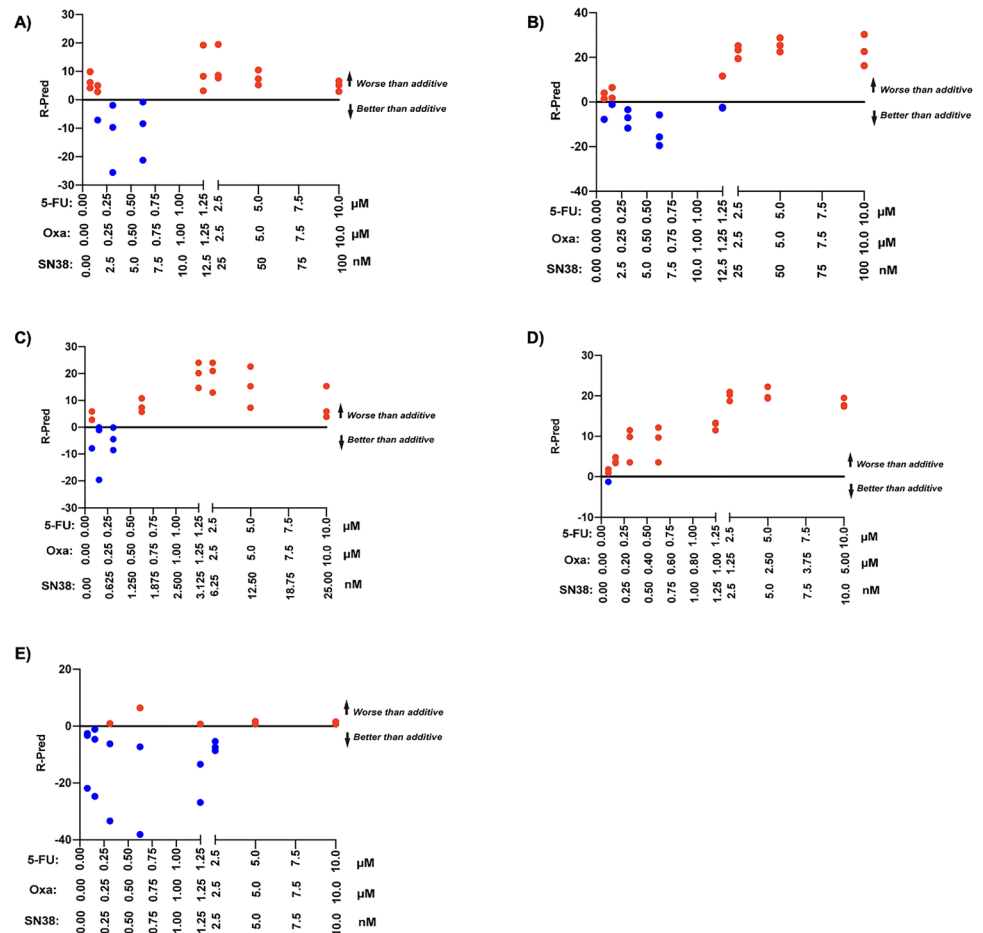 A)
30
20
10
0
-10
-20
-30
R-Pred
Worse than additive
Better than additive
5-FU: 0.00 0.25 0.50 0.75 1.00 1.25 2.5 5.0 7.5 10.0 µM
Oxa: 0.00 0.25 0.50 0.75 1.00 1.25 2.5 5.0 7.5 10.0 µM
SN38: 0.00 2.5 5.0 7.5 10.0 12.5 25 50 75 100 nM
B)
40
20
0
-20
-40
R-Pred
Worse than additive
Better than additive
5-FU: 0.00 0.25 0.50 0.75 1.00 1.25 2.5 5.0 7.5 10.0 µM
Oxa: 0.00 0.25 0.50 0.75 1.00 1.25 2.5 5.0 7.5 10.0 µM
SN38: 0.00 2.5 5.0 7.5 10.0 12.5 25 50 75 100 nM
C)
30
20
10
0
-10
-20
-30
R-Pred
Worse than additive
Better than additive
5-FU: 0.00 0.25 0.50 0.75 1.00 1.25 2.5 5.0 7.5 10.0 µM
Oxa: 0.00 0.25 0.50 0.75 1.00 1.25 2.5 5.0 7.5 10.0 µM
SN38: 0.00 0.625 1.250 1.875 2.500 3.125 6.25 12.50 18.75 25.00 nM
D)
30
20
10
0
-10
R-Pred
Worse than additive
Better than additive
5-FU: 0.00 0.25 0.50 0.75 1.00 1.25 2.5 5.0 7.5 10.0 µM
Oxa: 0.00 0.20 0.40 0.60 0.80 1.00 1.25 2.50 3.75 5.00 µM
SN38: 0.00 0.25 0.50 0.75 1.00 1.25 2.5 5.0 7.5 10.0 nM
E)
20
0
-20
-40
R-Pred
Worse than additive
Better than additive
5-FU: 0.00 0.25 0.50 0.75 1.00 1.25 2.5 5.0 7.5 10.0 µM
Oxa: 0.00 0.25 0.50 0.75 1.00 1.25 2.5 5.0 7.5 10.0 µM
SN38: 0.00 0.25 0.50 0.75 1.00 1.25 2.5 5.0 7.5 10.0 nM